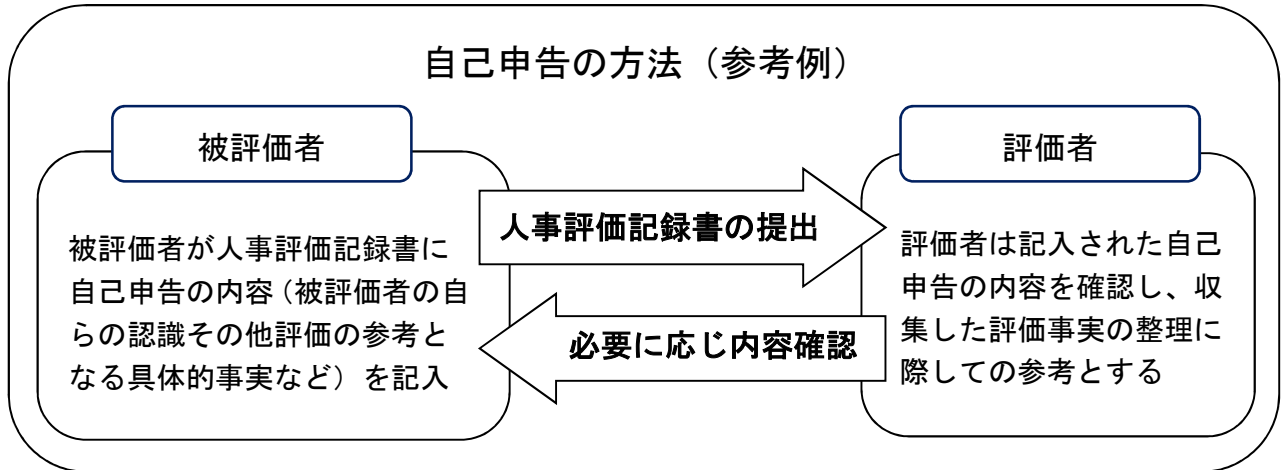 自己申告の方法（参考例）
被評価者
被評価者が人事評価記録書に
自己申告の内容（被評価者の自
らの認識その他評価の参考と
なる具体的事実など）を記入
人事評価記録書の提出
必要に応じ内容確認
評価者
評価者は記入された自己
申告の内容を確認し、収
集した評価事実の整理に
際しての参考とする